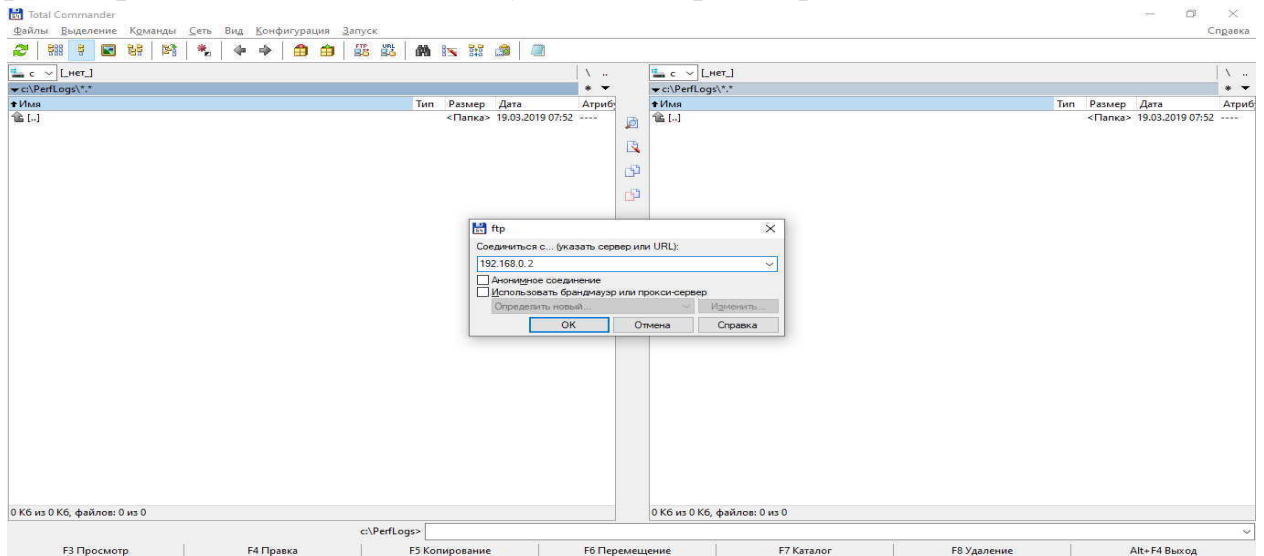 Total Commander
Файлы Выделение Команды Сеть Вид Конфигурация Запуск Справка
FTP URL
c [_нет_] \ .. c [_нет_] \ ..
c:\PerfLogs\*.* * c:\PerfLogs\*.* *
Имя Тип Размер Дата Атриб Имя Тип Размер Дата Атриб
[..] <Папка> 19.03.2019 07:52 ---- [..] <Папка> 19.03.2019 07:52 ----
ftp
Соединиться с... (указать сервер или URL):
192.168.0.2
Анонимное соединение
Использовать брандмауэр или прокси-сервер
Определить новый... Изменить...
OK Отмена Справка
0 Кб из 0 Кб, файлов: 0 из 0 0 Кб из 0 Кб, файлов: 0 из 0
c:\PerfLogs>
F3 Просмотр F4 Правка F5 Копирование F6 Перемещение F7 Каталог F8 Удаление Alt+F4 Выход